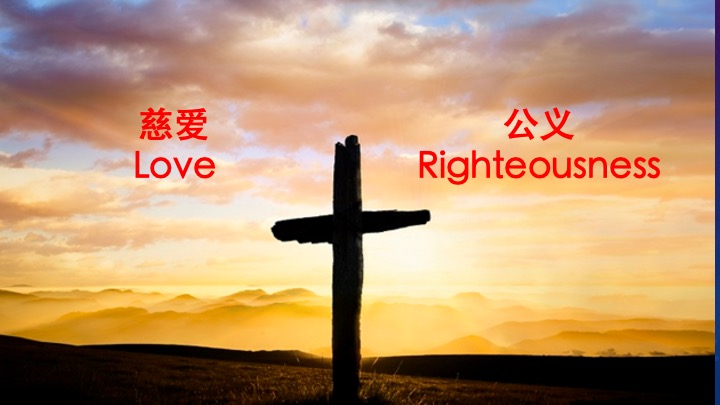 慈爱
Love
公义
Righteousness